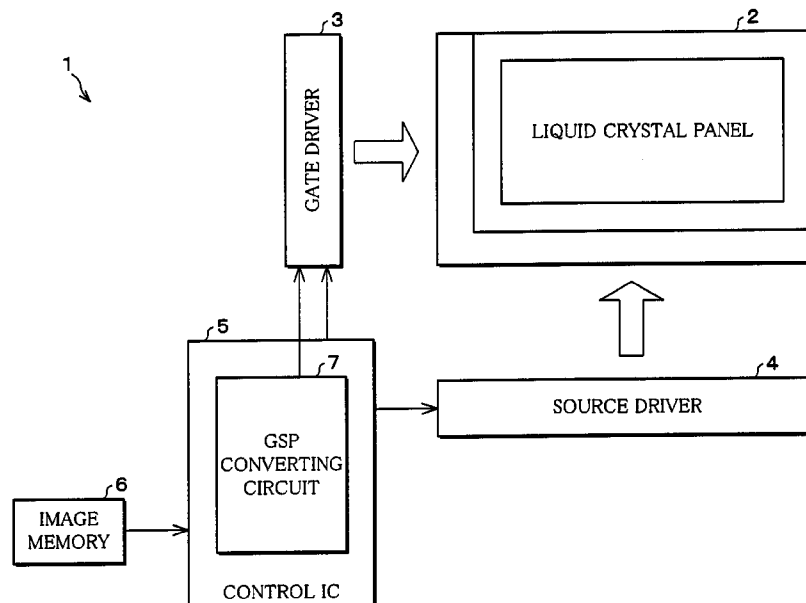 1
3
GATE DRIVER
2
LIQUID CRYSTAL PANEL
5
7
GSP
CONVERTING
CIRCUIT
CONTROL IC
4
SOURCE DRIVER
6
IMAGE
MEMORY